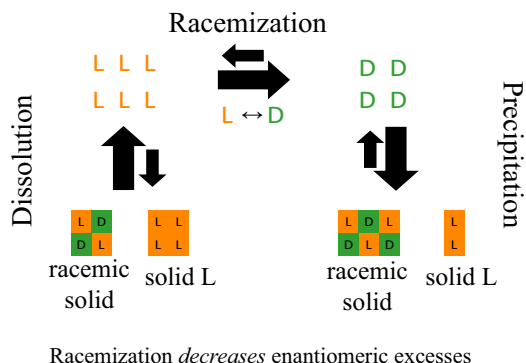 Racemization
L L L
D D
L L L
D D
L ↔ D
Dissolution
Precipitation
L D
L L
L D L
L
D L
L L
D L D
L
racemic
solid
solid L
racemic
solid
solid L
Racemization decreases enantiomeric excesses